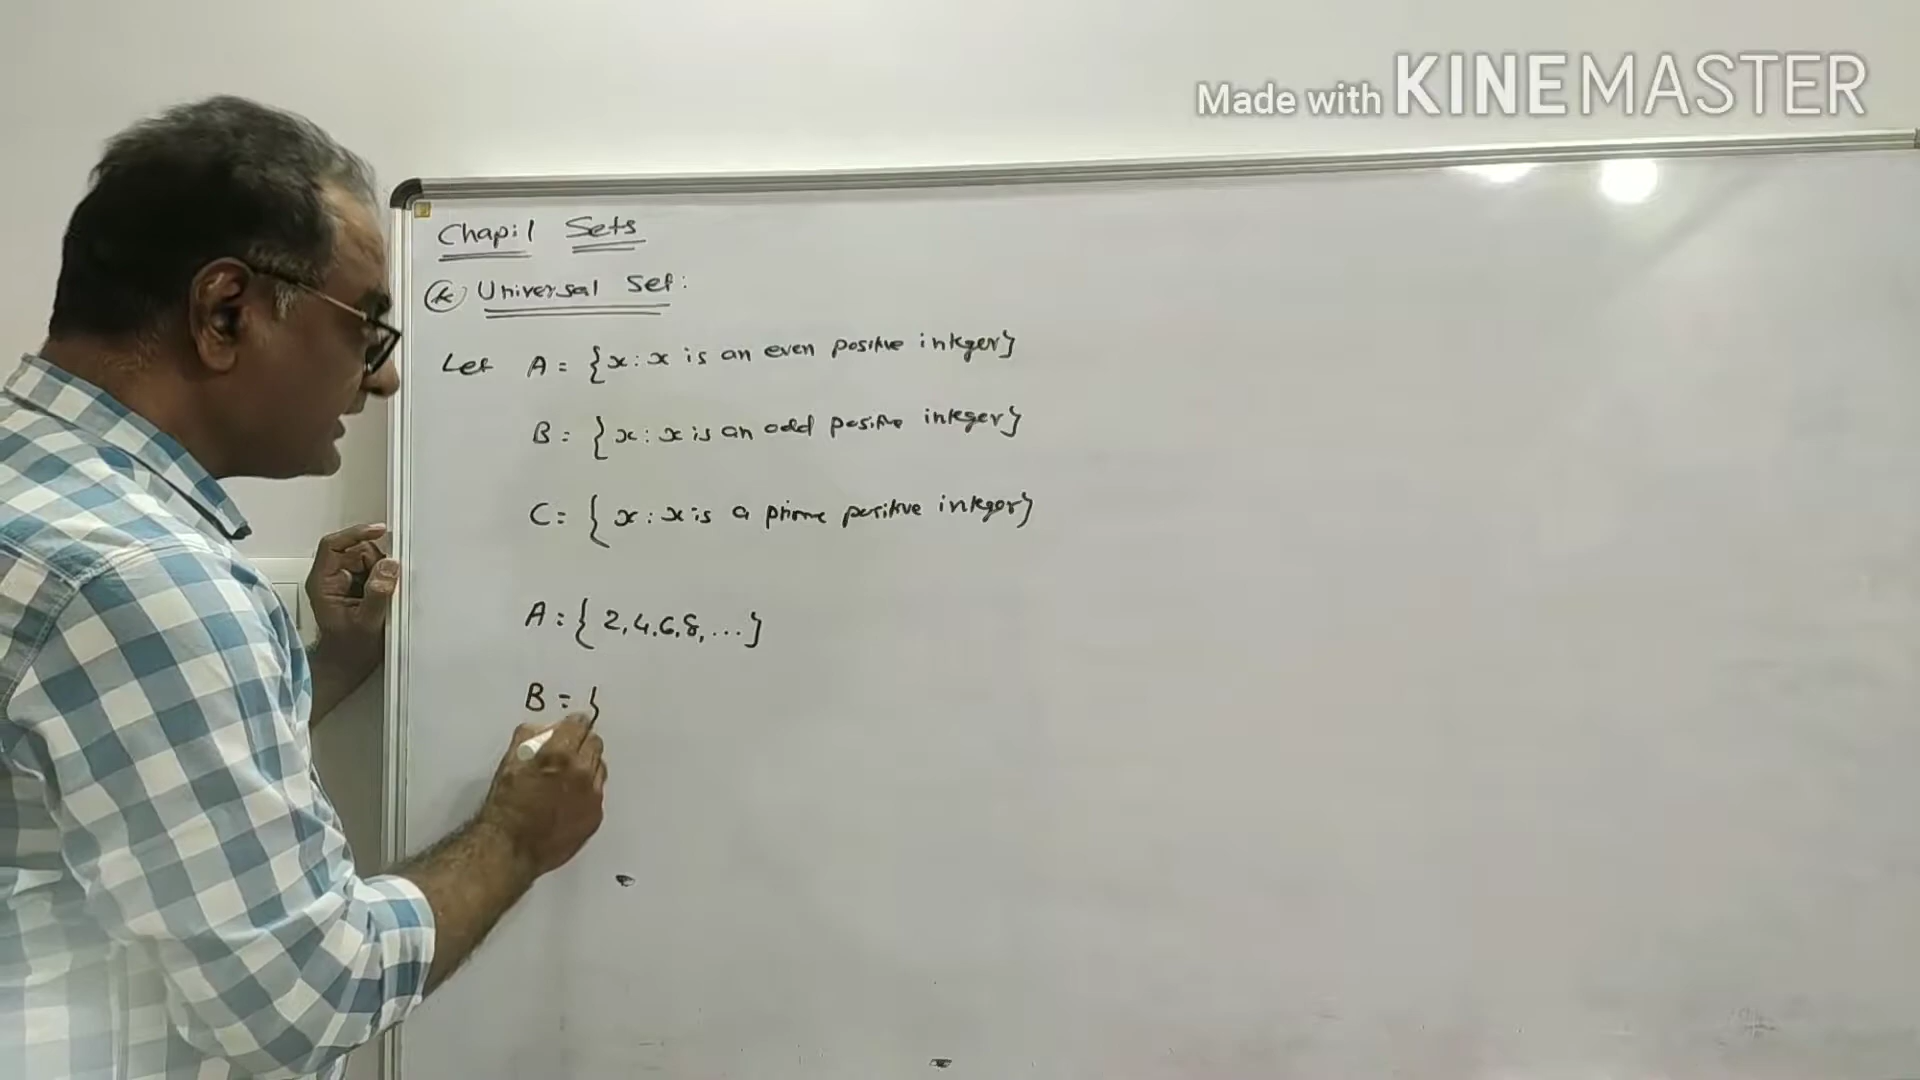 Made with KINEMASTER
Chap:1 Sets
* Universal Set:
Let A = {x : x is an even positive integer}
B = {x : x is an odd positive integer}
C = {x : x is a prime positive integer}
A = {2, 4, 6, 8, ...}
B = {